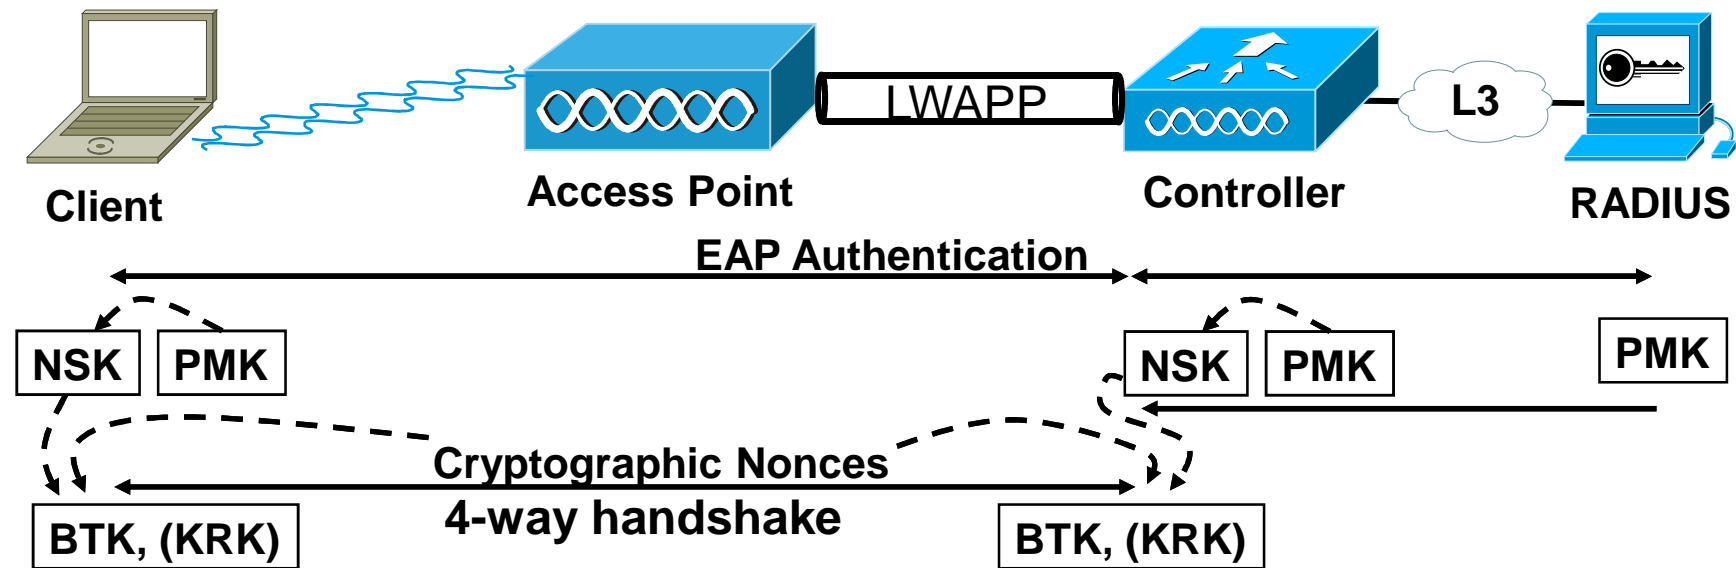 LWAPP
L3
Client
Access Point
Controller
RADIUS
EAP Authentication
NSK
PMK
NSK
PMK
PMK
Cryptographic Nonces
4-way handshake
BTK, (KRK)
BTK, (KRK)